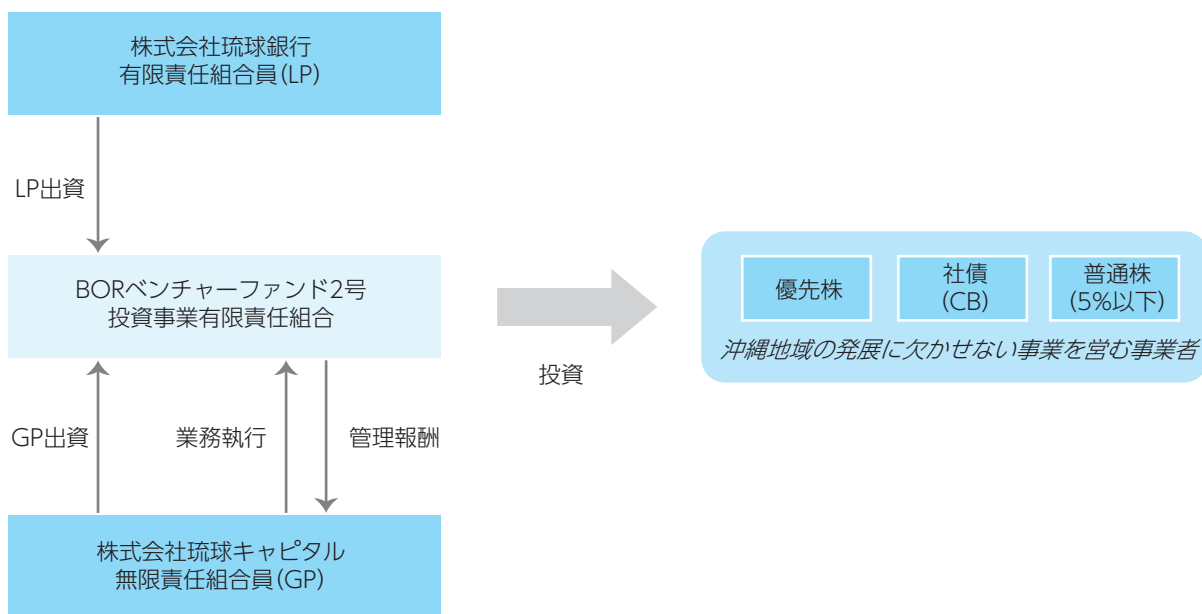 株式会社琉球銀行
有限責任組合員(LP)
LP出資
BORベンチャーファンド2号
投資事業有限責任組合
GP出資
業務執行
管理報酬
株式会社琉球キャピタル
無限責任組合員(GP)
投資
優先株
社債
(CB)
普通株
(5%以下)
沖縄地域の発展に欠かせない事業を営む事業者